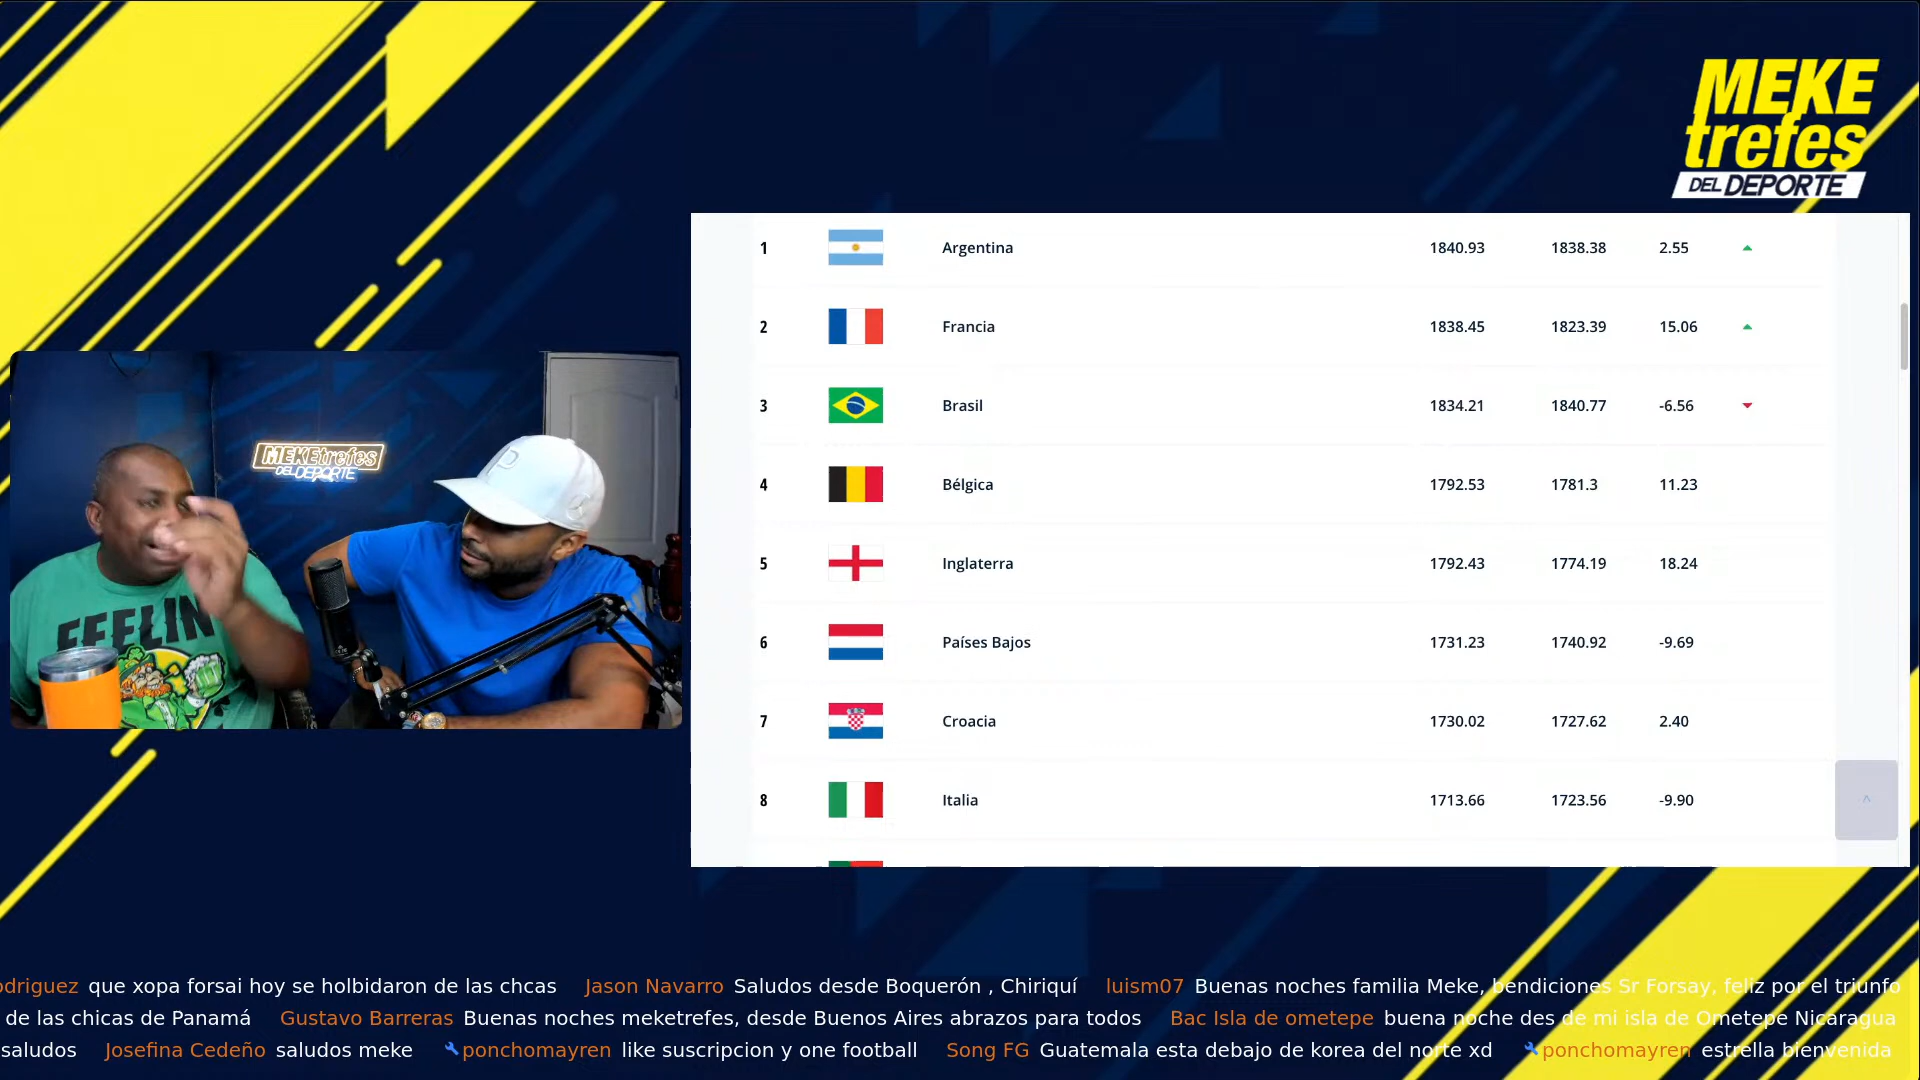 MEKE
trefes
DEL DEPORTE
1 Argentina 1840.93 1838.38 2.55
2 Francia 1838.45 1823.39 15.06
3 Brasil 1834.21 1840.77 -6.56
4 Bélgica 1792.53 1781.3 11.23
5 Inglaterra 1792.43 1774.19 18.24
6 Países Bajos 1731.23 1740.92 -9.69
7 Croacia 1730.02 1727.62 2.40
8 Italia 1713.66 1723.56 -9.90
MEKEtrefes
DEL DEPORTE
FEELIN
odriguez que xopa forsai hoy se holbidaron de las chcas Jason Navarro Saludos desde Boquerón , Chiriquí luism07 Buenas noches familia Meke, bendiciones Sr Forsay, feliz por el triunfo
de las chicas de Panamá Gustavo Barreras Buenas noches meketrefes, desde Buenos Aires abrazos para todos Bac Isla de ometepe buena noche des de mi isla de Ometepe Nicaragua
saludos Josefina Cedeño saludos meke ponchomayren like suscripcion y one football Song FG Guatemala esta debajo de korea del norte xd ponchomayren estrella bienvenida